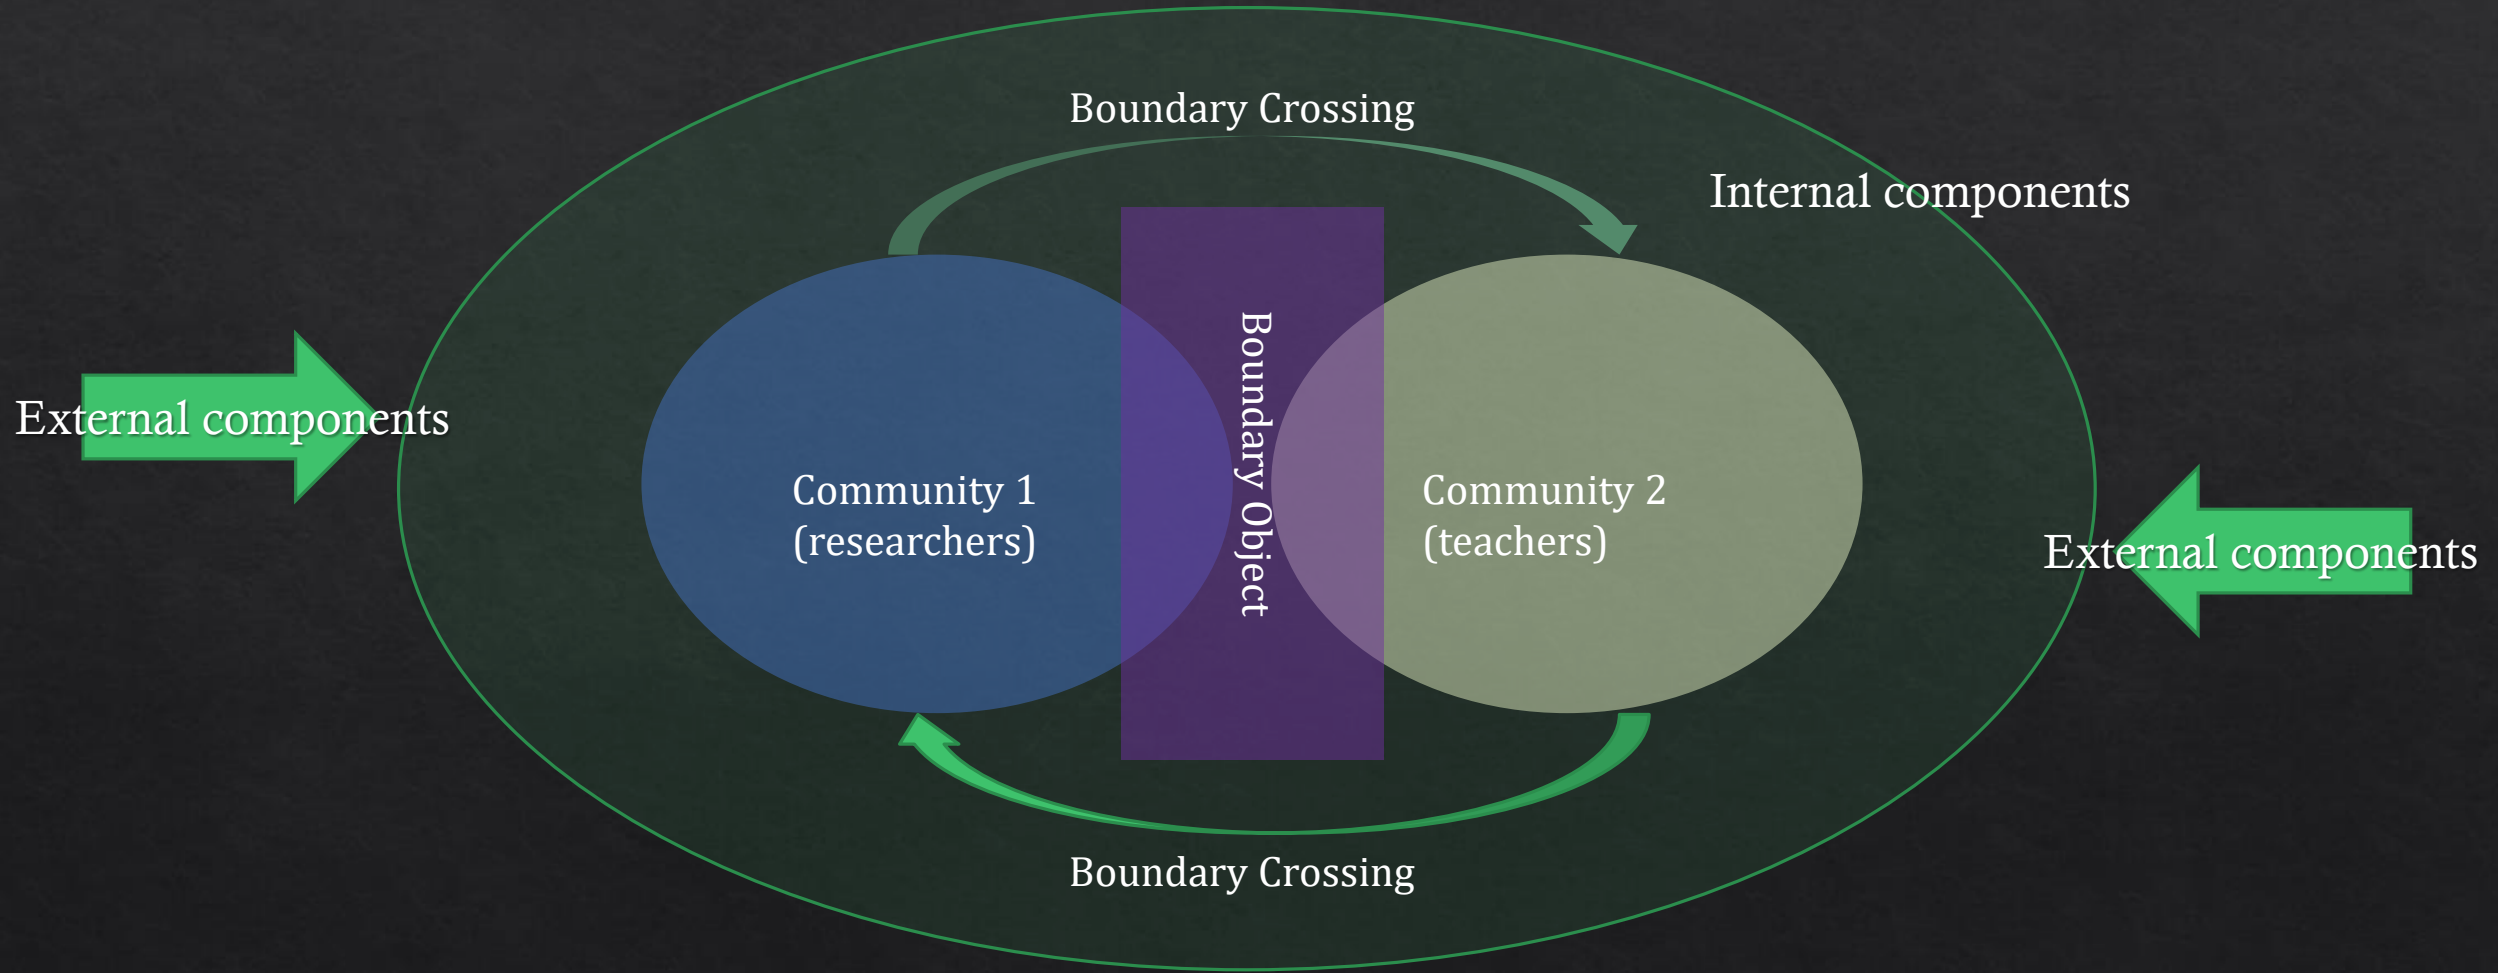 Boundary Crossing
Internal components
External components
Community 1
(researchers)
Boundary Object
Community 2
(teachers)
External components
Boundary Crossing